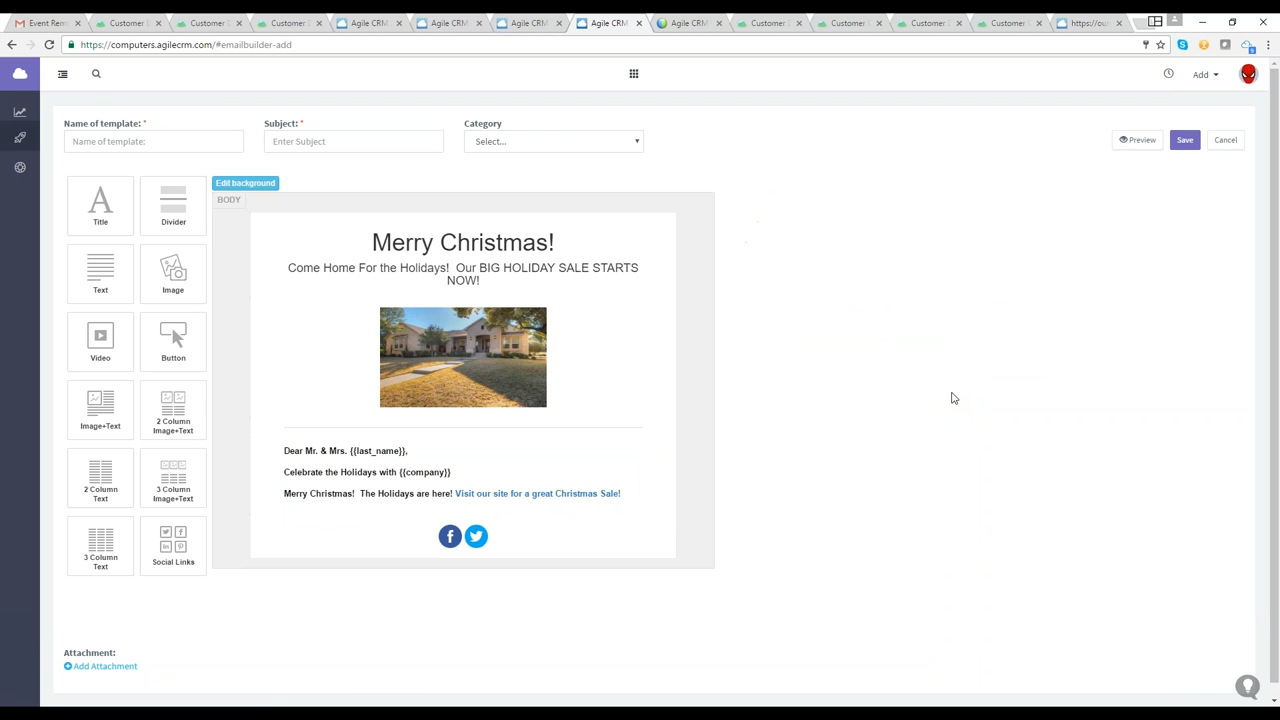 Event Rem
Customer
Customer
Customer
Agile CRM
Agile CRM
Agile CRM
Agile CRM
Agile CRM
Customer
Customer
Customer
Customer
https://our
https://computers.agilecrm.com/#emailbuilder-add
Add
Name of template: *
Subject: *
Category
Name of template:
Enter Subject
Select...
Preview
Save
Cancel
Edit background
BODY
Title
Divider
Text
Image
Video
Button
Image+Text
2 Column
Image+Text
2 Column
Text
3 Column
Image+Text
3 Column
Text
Social Links
Merry Christmas!
Come Home For the Holidays!  Our BIG HOLIDAY SALE STARTS
NOW!
Dear Mr. & Mrs. {{last_name}},
Celebrate the Holidays with {{company}}
Merry Christmas!  The Holidays are here! Visit our site for a great Christmas Sale!
Attachment:
Add Attachment